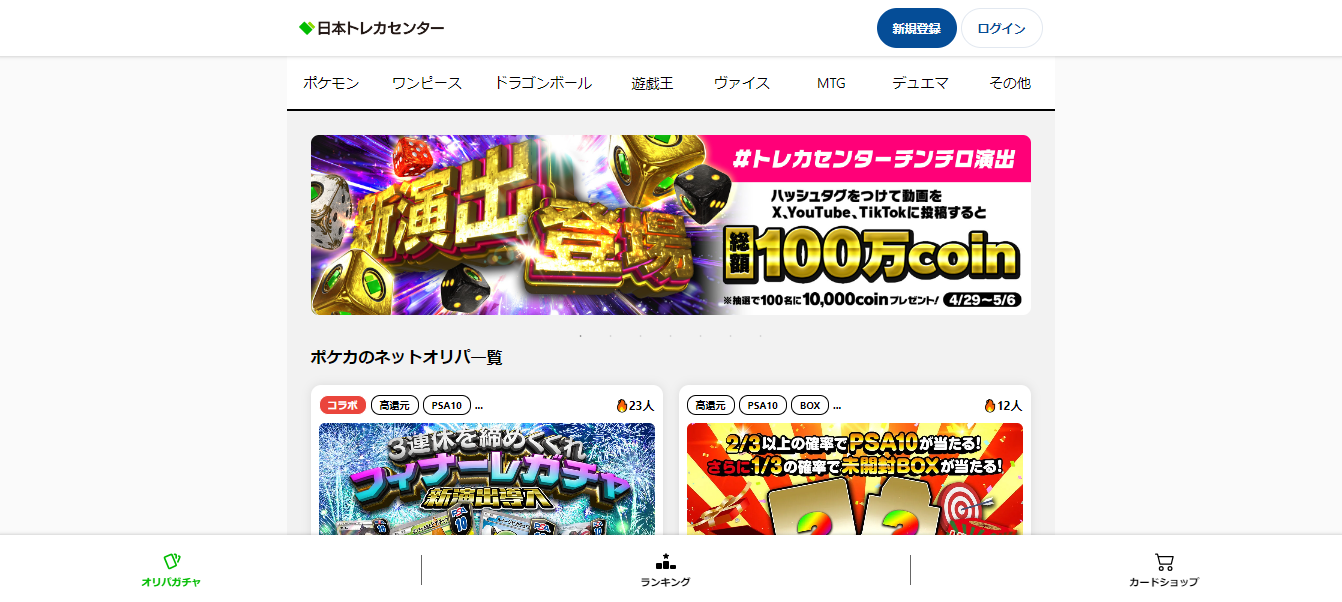 日本トレカセンター
新規登録
ログイン
ポケモン
ワンピース
ドラゴンボール
遊戯王
ヴァイス
MTG
デュエマ
その他
新演出
登場
#トレカセンターチンチロ演出
ハッシュタグをつけて動画を
X、YouTube、TikTokに投稿すると
総額
100万coin
※抽選で100名に10,000coinプレゼント! 4/29〜5/6
ポケカのネットオリパ一覧
コラボ 高還元 PSA10 ... 23人
3連休を締めくくれ
フィナーレガチャ
新演出導入
高還元 PSA10 BOX ... 12人
2/3以上の確率でPSA10が当たる!
さらに1/3の確率で未開封BOXが当たる!
オリパガチャ
ランキング
カードショップ